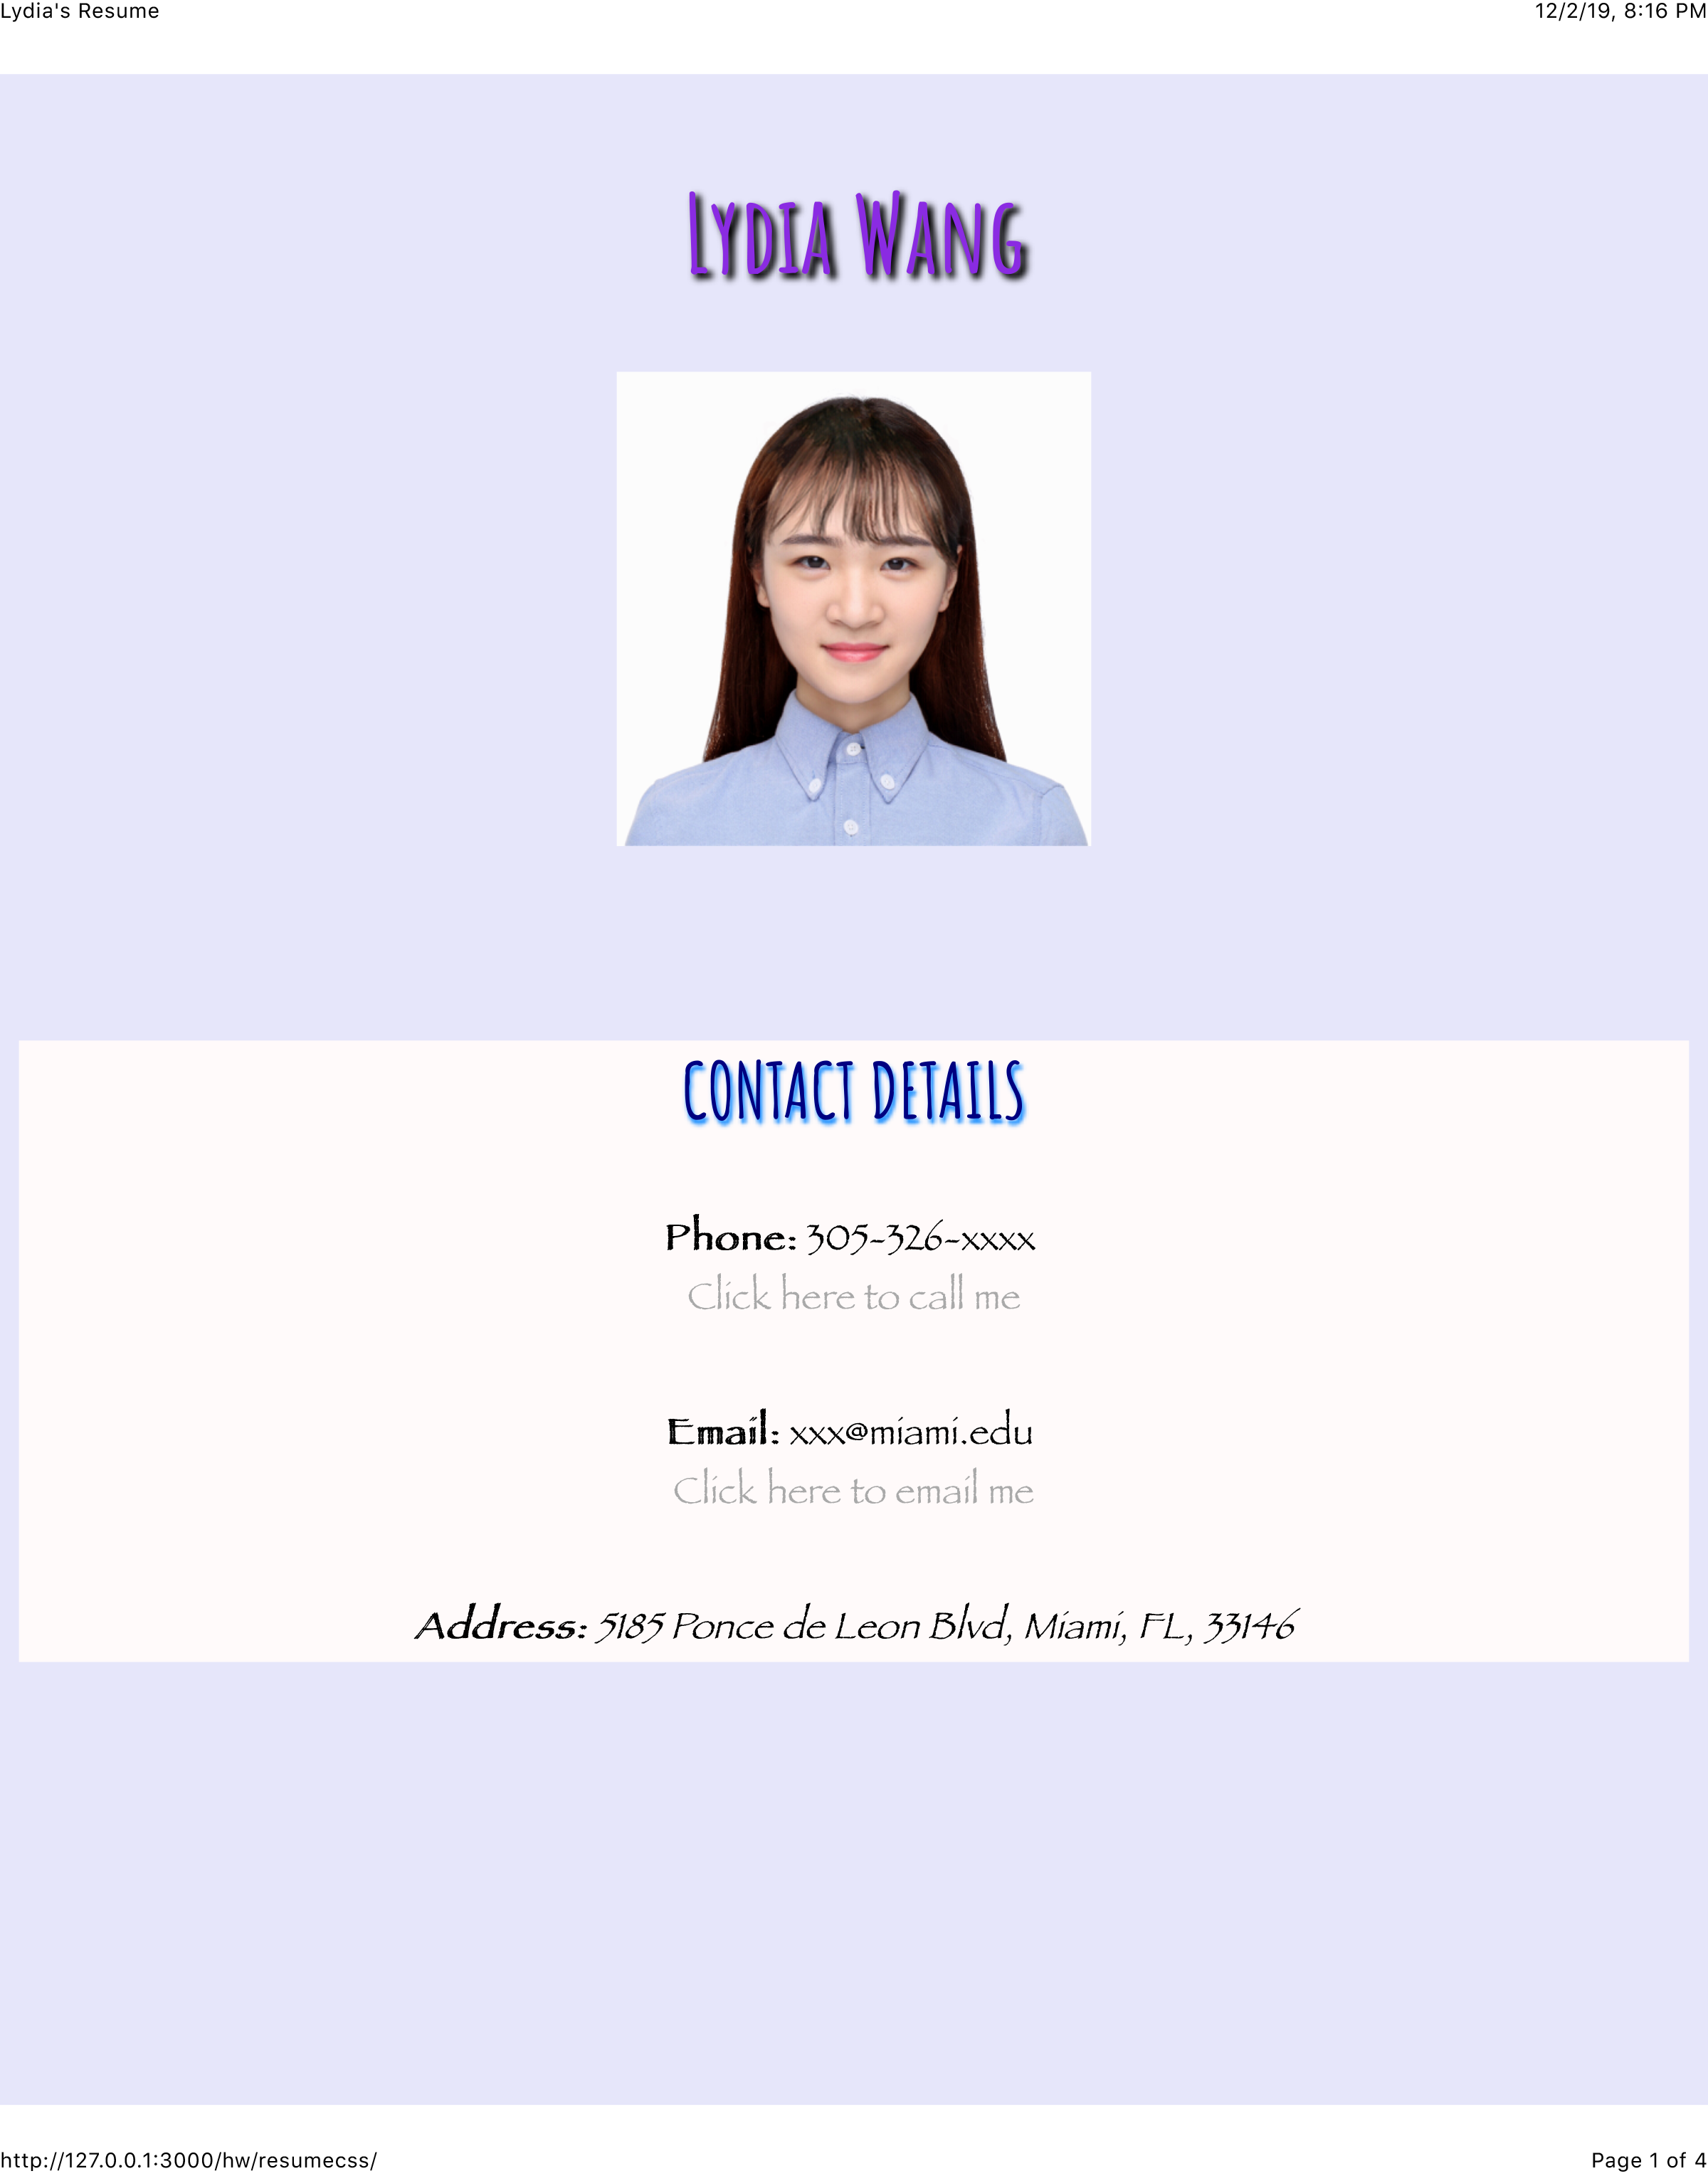 Lydia's Resume 12/2/19, 8:16 PM
Lydia Wang
CONTACT DETAILS
Phone: 305-326-xxxx
Click here to call me
Email: xxx@miami.edu
Click here to email me
Address: 5185 Ponce de Leon Blvd, Miami, FL, 33146
http://127.0.0.1:3000/hw/resumecss/ Page 1 of 4